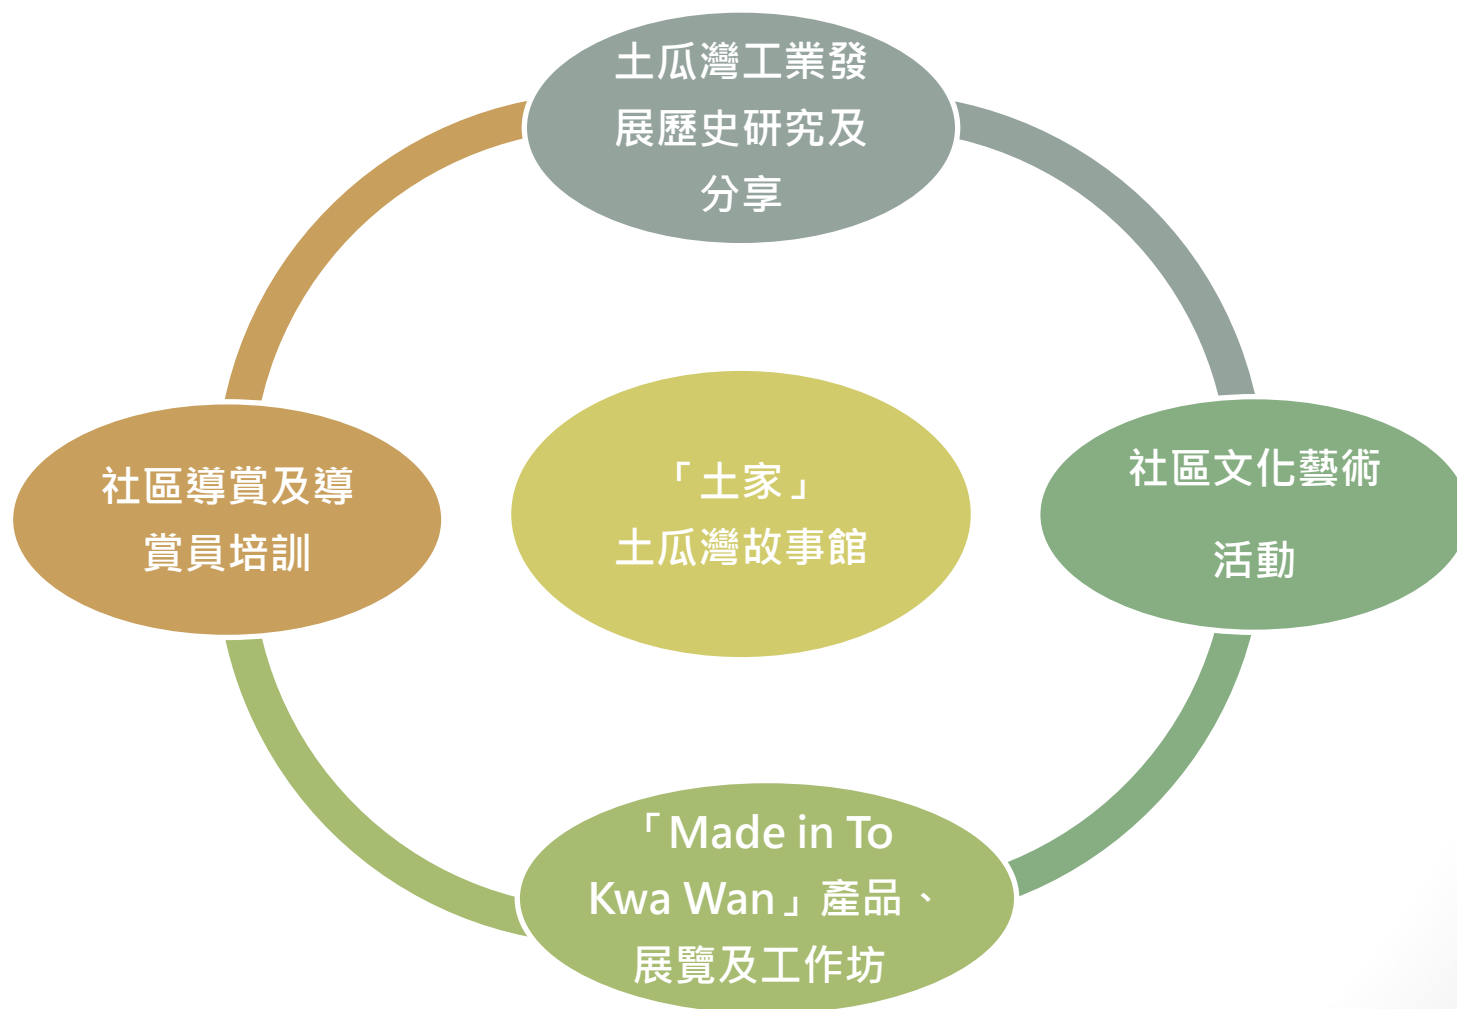 土瓜灣工業發
展歷史研究及
分享
社區導賞及導
賞員培訓
「土家」
土瓜灣故事館
社區文化藝術
活動
「Made in To
Kwa Wan」產品、
展覽及工作坊